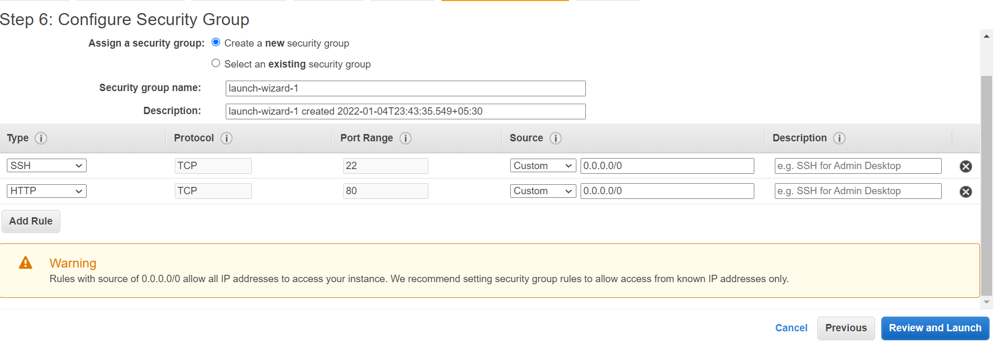 Step 6: Configure Security Group
Assign a security group: Create a new security group
Select an existing security group
Security group name: launch-wizard-1
Description: launch-wizard-1 created 2022-01-04T23:43:35.549+05:30
Type i Protocol i Port Range i Source i Description i
SSH TCP 22 Custom 0.0.0.0/0 e.g. SSH for Admin Desktop
HTTP TCP 80 Custom 0.0.0.0/0 e.g. SSH for Admin Desktop
Add Rule
Warning
Rules with source of 0.0.0.0/0 allow all IP addresses to access your instance. We recommend setting security group rules to allow access from known IP addresses only.
Cancel Previous Review and Launch